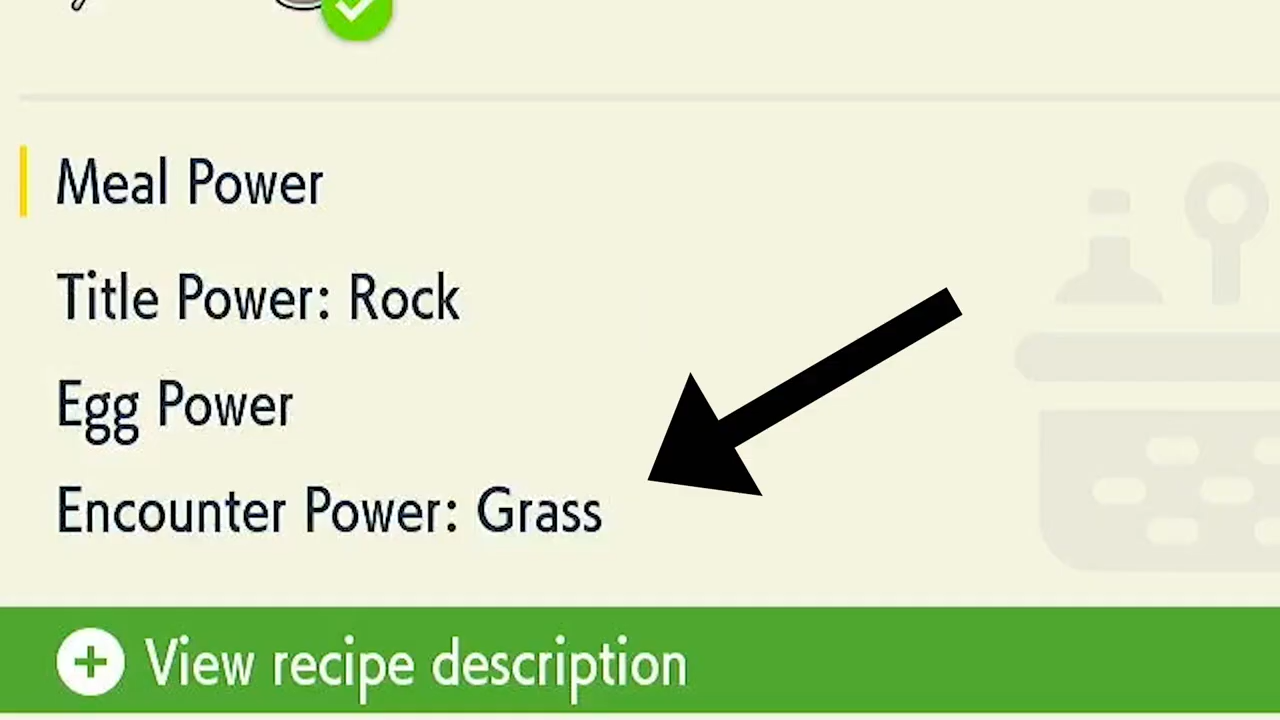 Meal Power
Title Power: Rock
Egg Power
Encounter Power: Grass
View recipe description